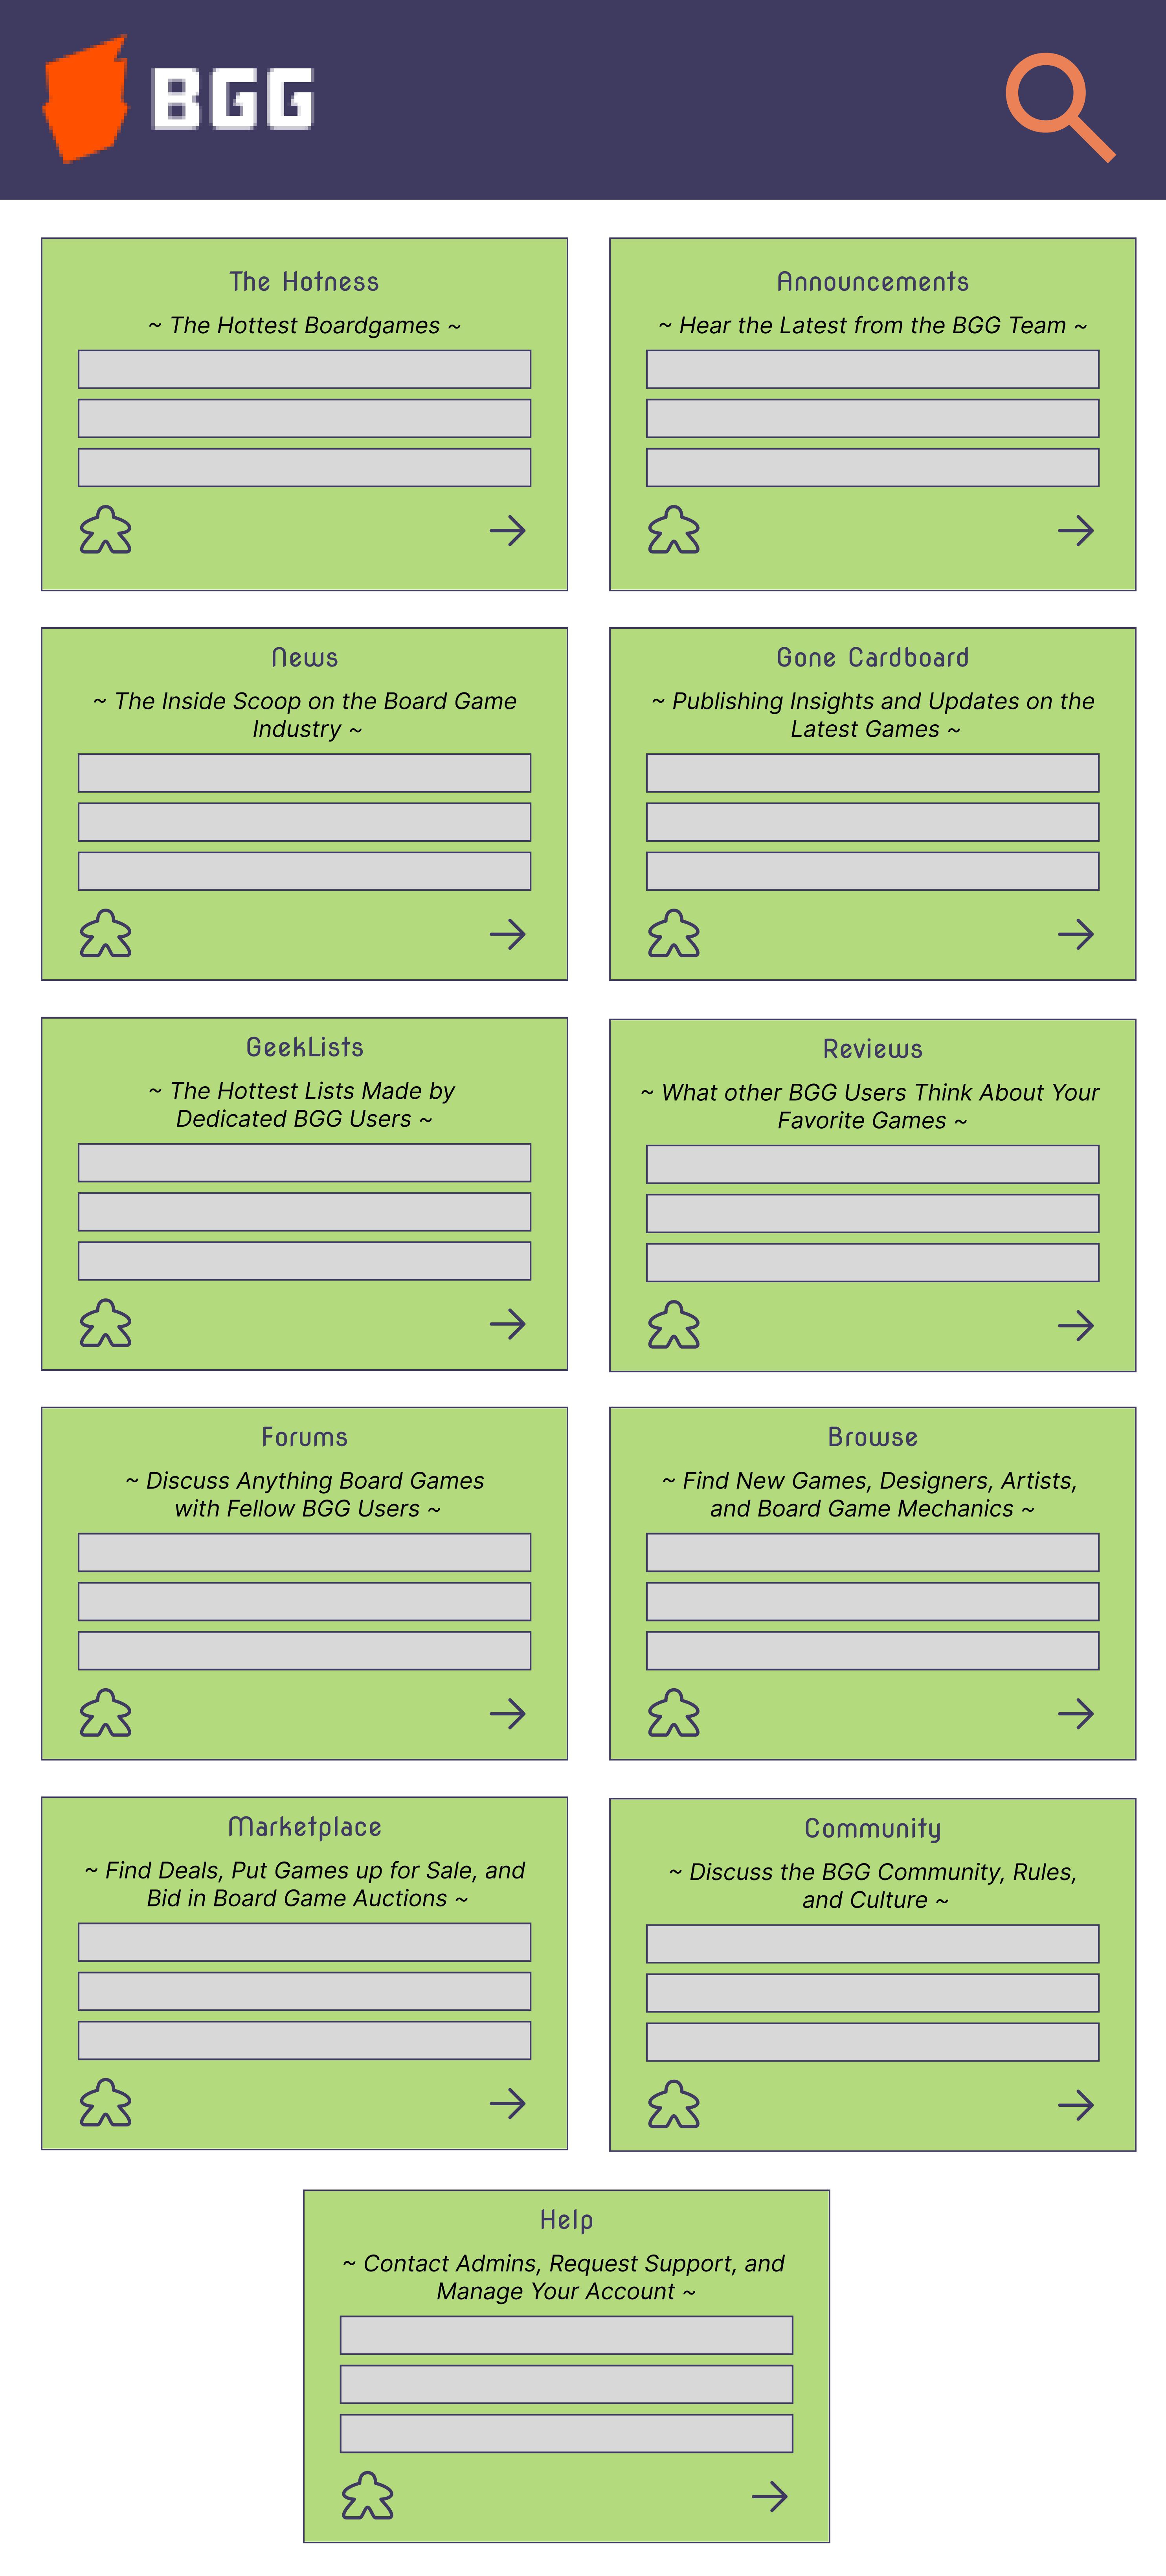 BGG
The Hotness
~ The Hottest Boardgames ~
Announcements
~ Hear the Latest from the BGG Team ~
News
~ The Inside Scoop on the Board Game
Industry ~
Gone Cardboard
~ Publishing Insights and Updates on the
Latest Games ~
GeekLists
~ The Hottest Lists Made by
Dedicated BGG Users ~
Reviews
~ What other BGG Users Think About Your
Favorite Games ~
Forums
~ Discuss Anything Board Games
with Fellow BGG Users ~
Browse
~ Find New Games, Designers, Artists,
and Board Game Mechanics ~
Marketplace
~ Find Deals, Put Games up for Sale, and
Bid in Board Game Auctions ~
Community
~ Discuss the BGG Community, Rules,
and Culture ~
Help
~ Contact Admins, Request Support, and
Manage Your Account ~